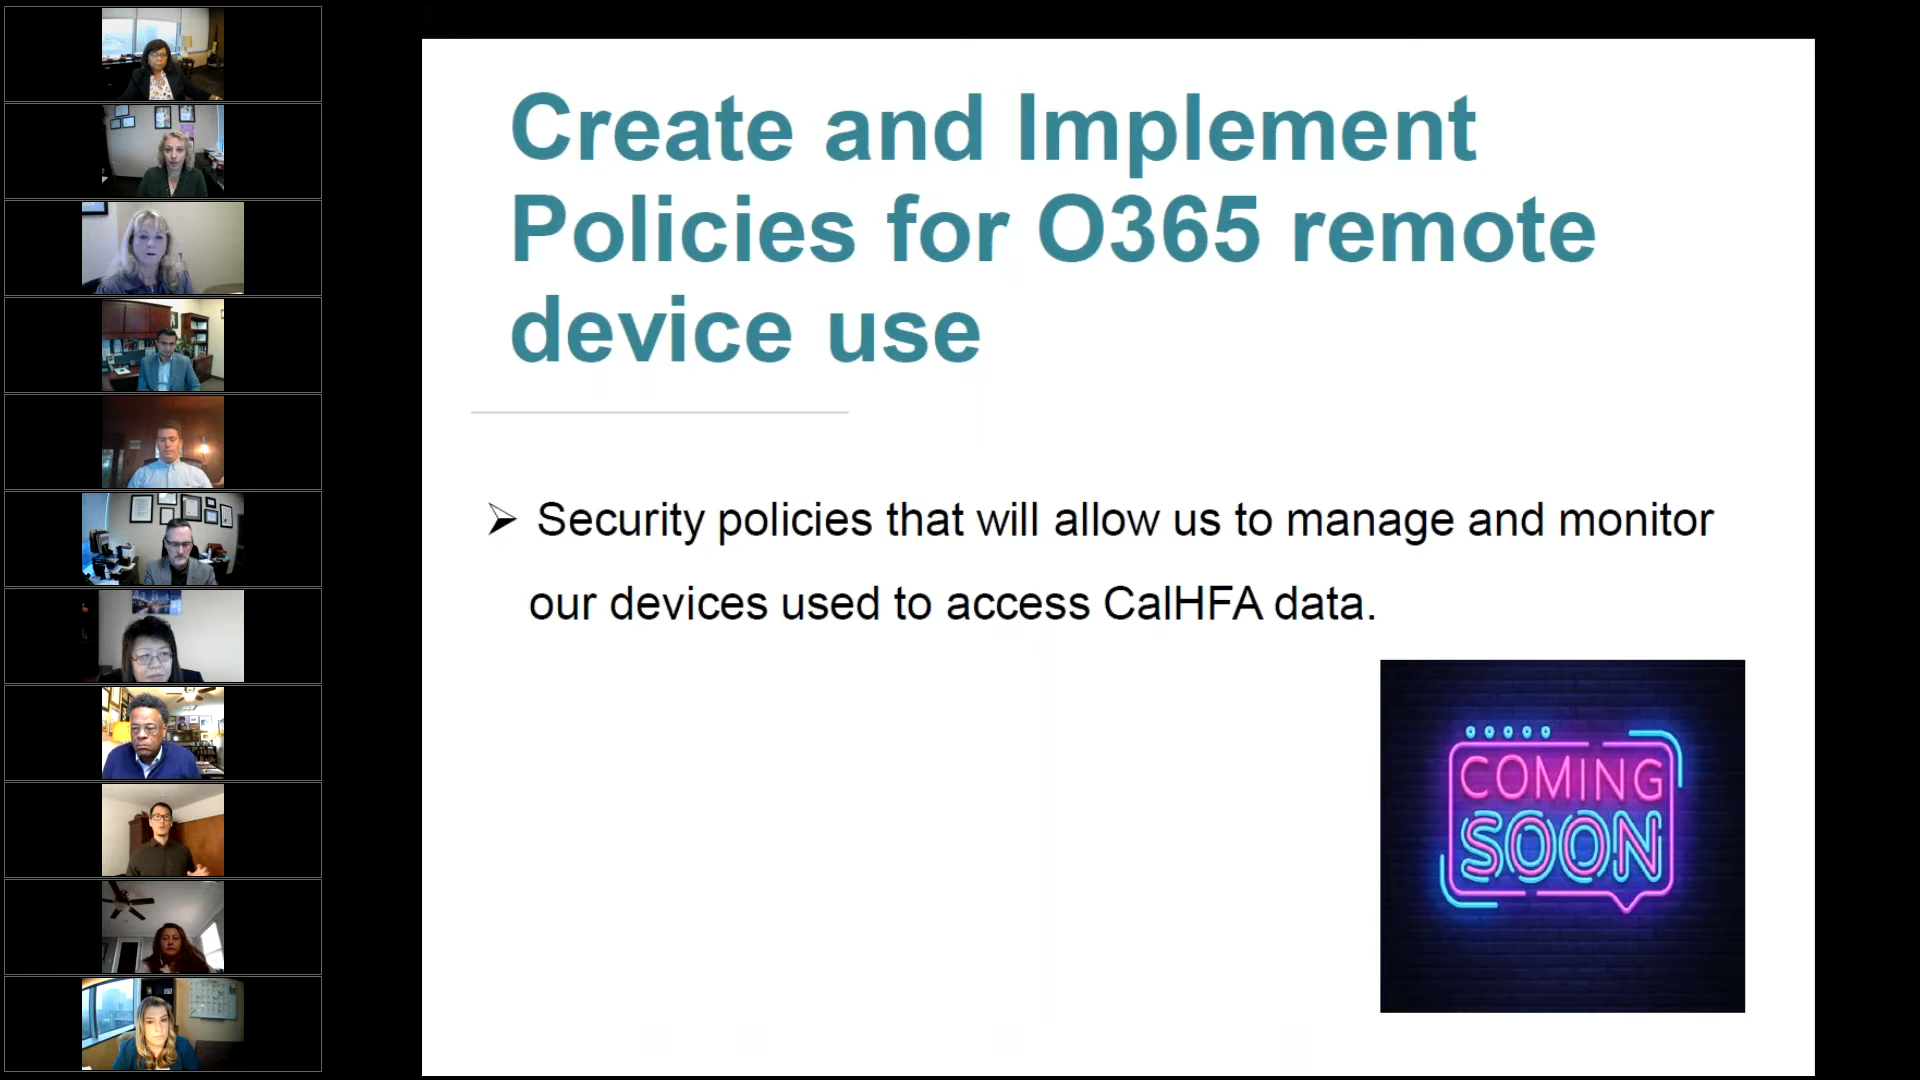 Create and Implement
Policies for O365 remote
device use
Security policies that will allow us to manage and monitor
our devices used to access CalHFA data.
COMING
SOON